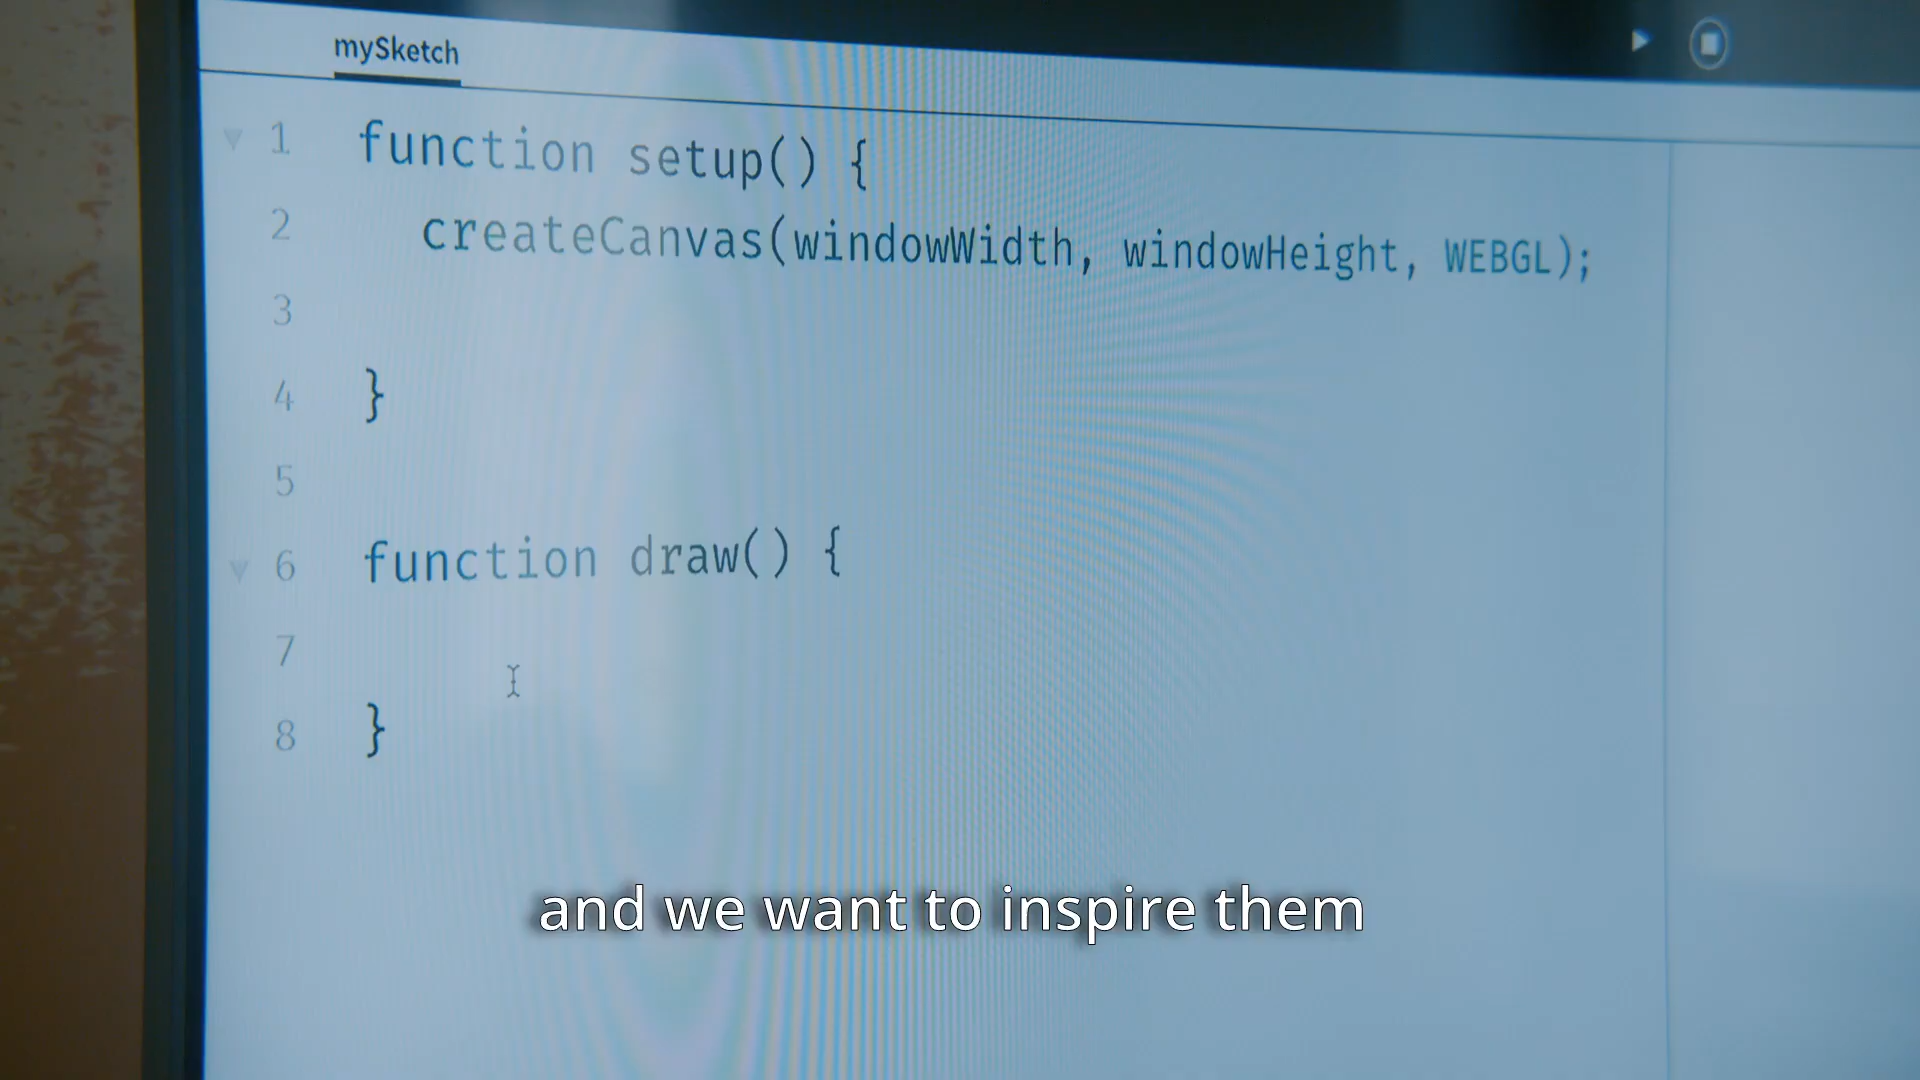 mySketch
1 function setup() {
2 createCanvas(windowWidth, windowHeight, WEBGL);
3
4 }
5
6 function draw() {
7
8 }
and we want to inspire them